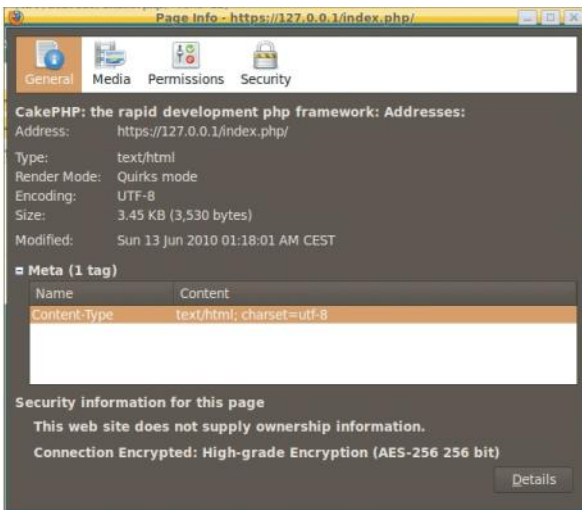 Page Info - https://127.0.0.1/index.php/
General Media Permissions Security
CakePHP: the rapid development php framework: Addresses:
Address: https://127.0.0.1/index.php/
Type: text/html
Render Mode: Quirks mode
Encoding: UTF-8
Size: 3.45 KB (3,530 bytes)
Modified: Sun 13 Jun 2010 01:18:01 AM CEST
Meta (1 tag)
Name Content
Content-Type text/html; charset=utf-8
Security information for this page
This web site does not supply ownership information.
Connection Encrypted: High-grade Encryption (AES-256 256 bit)
Details